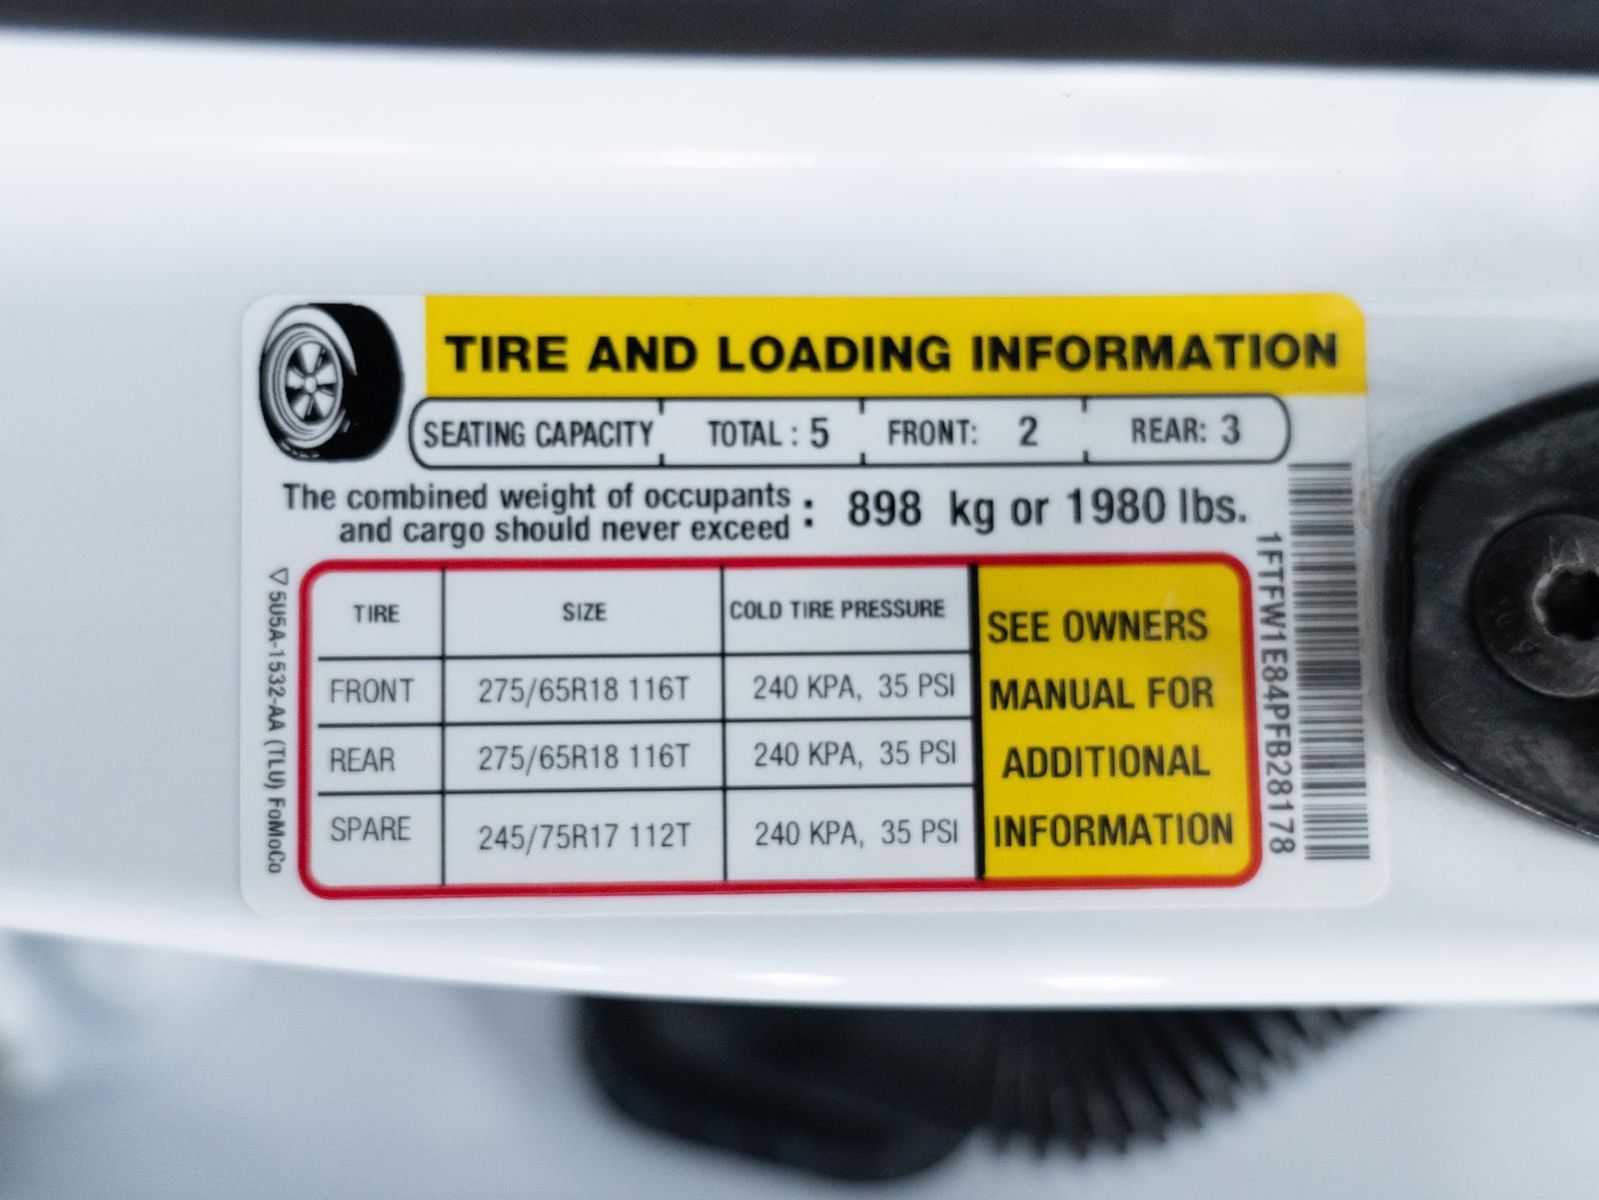 TIRE AND LOADING INFORMATION
SEATING CAPACITY TOTAL : 5 FRONT: 2 REAR: 3
The combined weight of occupants
and cargo should never exceed : 898 kg or 1980 lbs.
TIRE SIZE COLD TIRE PRESSURE
FRONT 275/65R18 116T 240 KPA, 35 PSI
REAR 275/65R18 116T 240 KPA, 35 PSI
SPARE 245/75R17 112T 240 KPA, 35 PSI
SEE OWNERS
MANUAL FOR
ADDITIONAL
INFORMATION
5U5A-1532-AA (TLU) FoMoCo
1FTFW1E84PFB28178